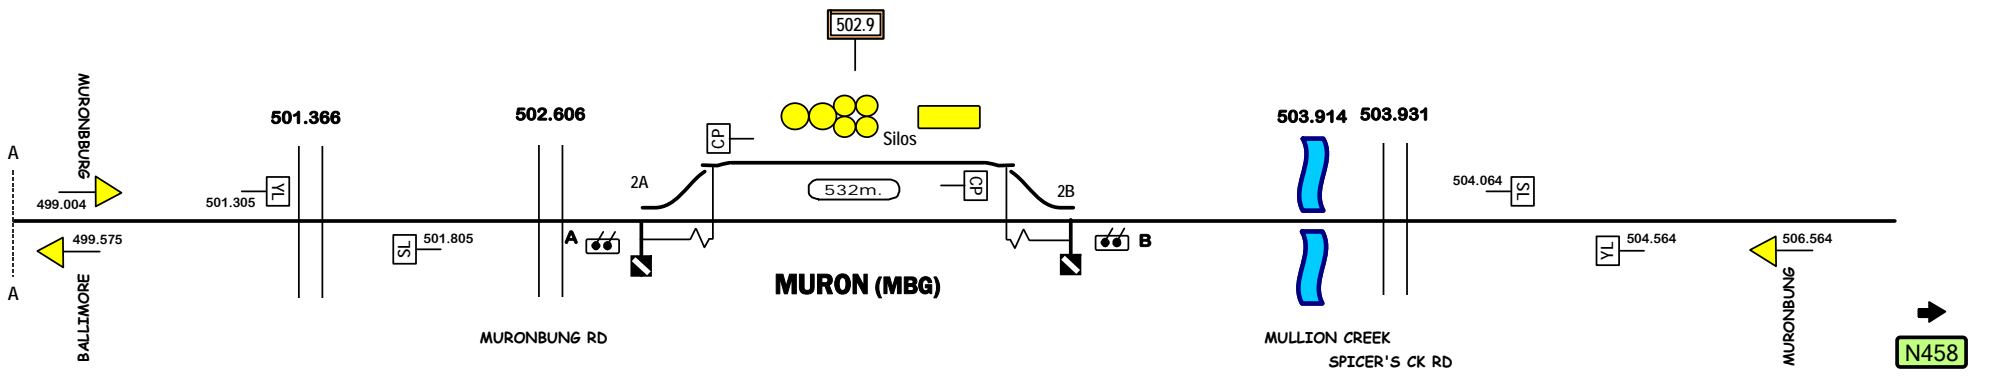 502.9
MURONBURG
501.366
502.606
503.914
503.931
CP
Silos
A
499.004
501.305
YL
2A
532m.
CP
2B
504.064
SL
499.575
SL
501.805
A
B
YL
504.564
506.564
A
BALLIMORE
MURON (MBG)
MURONBUNG
MURONBUNG RD
MULLION CREEK
SPICER'S CK RD
N458